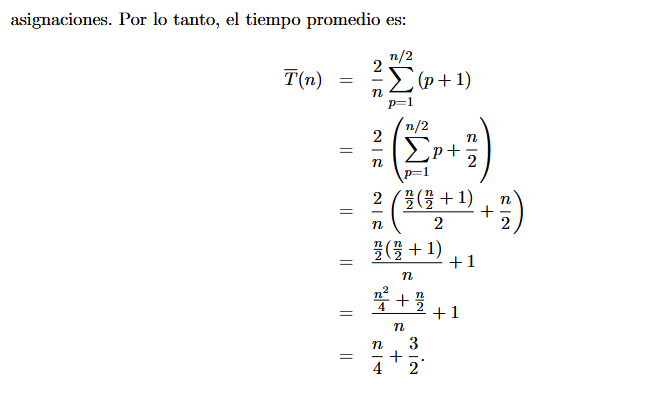 asignaciones. Por lo tanto, el tiempo promedio es:
$\overline{T}(n) = \frac{2}{n} \sum_{p=1}^{n/2} (p+1)$
$= \frac{2}{n} \left( \sum_{p=1}^{n/2} p + \frac{n}{2} \right)$
$= \frac{2}{n} \left( \frac{\frac{n}{2}(\frac{n}{2}+1)}{2} + \frac{n}{2} \right)$
$= \frac{\frac{n}{2}(\frac{n}{2}+1)}{n} + 1$
$= \frac{\frac{n^2}{4} + \frac{n}{2}}{n} + 1$
$= \frac{n}{4} + \frac{3}{2}.$